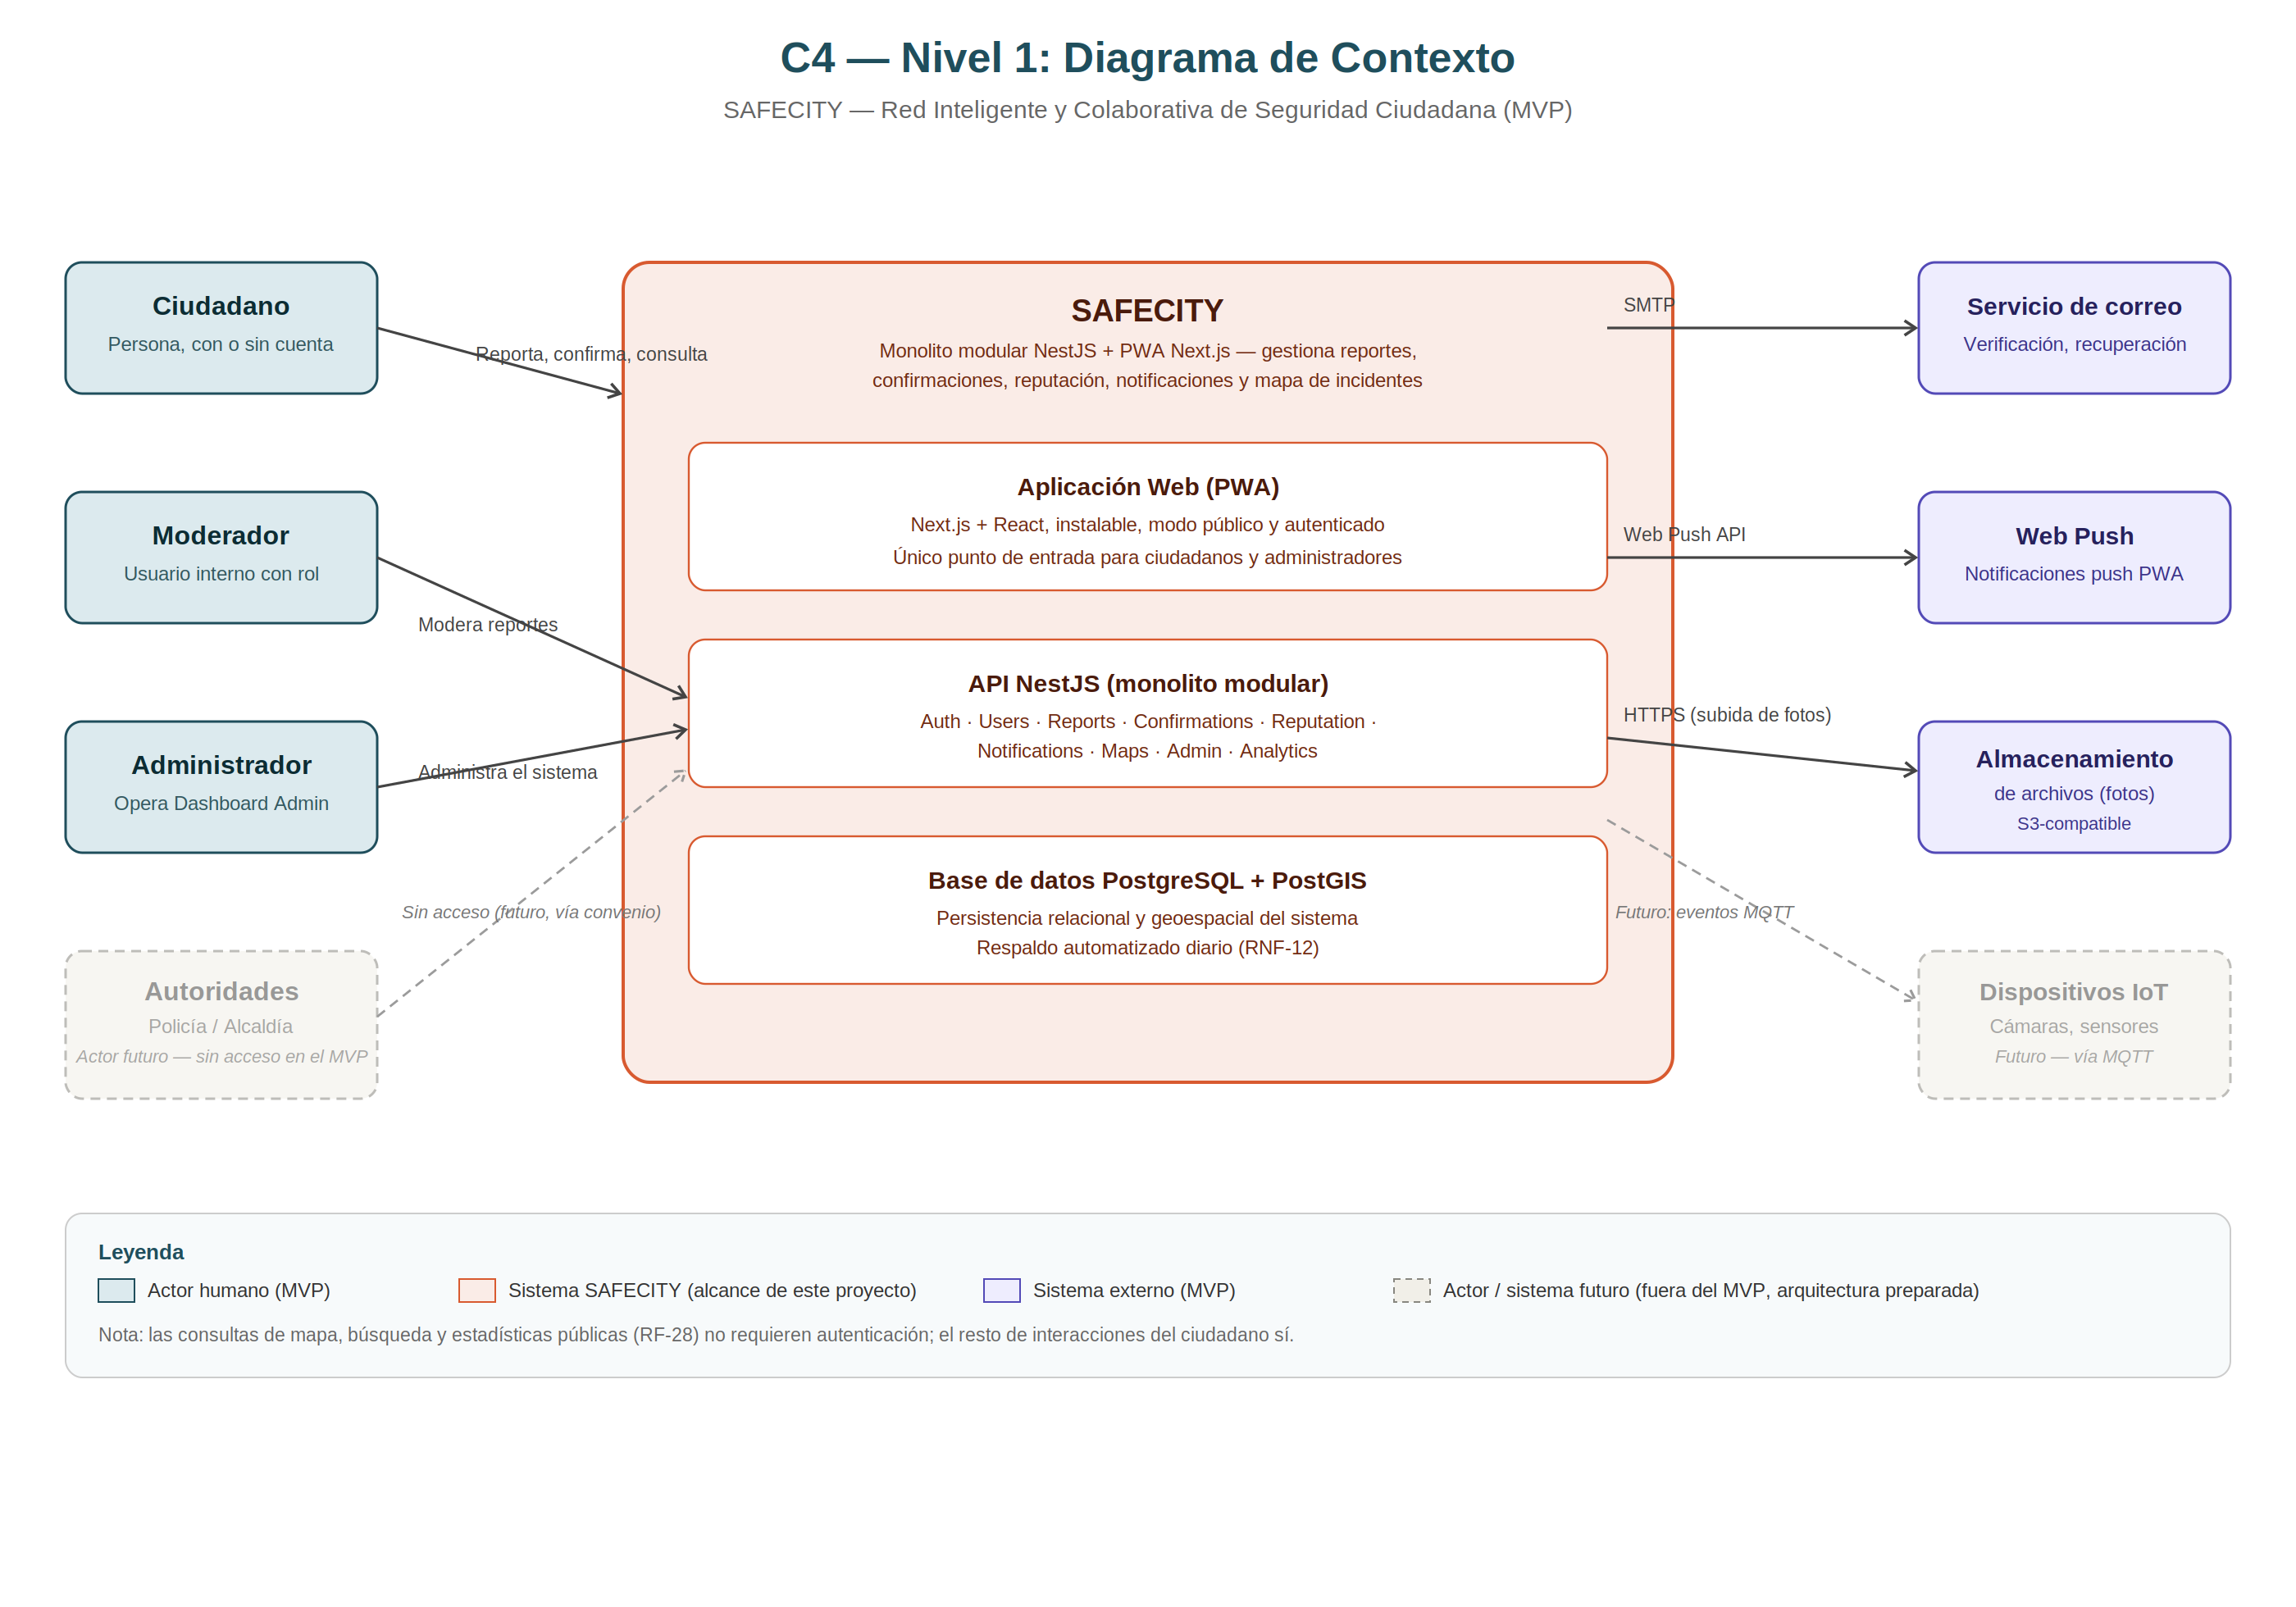 C4 — Nivel 1: Diagrama de Contexto
SAFECITY — Red Inteligente y Colaborativa de Seguridad Ciudadana (MVP)
Ciudadano
Persona, con o sin cuenta
Moderador
Usuario interno con rol
Administrador
Opera Dashboard Admin
Autoridades
Policía / Alcaldía
Actor futuro — sin acceso en el MVP
Reporta, confirma, consulta
Modera reportes
Administra el sistema
Sin acceso (futuro, vía convenio)
SAFECITY
Monolito modular NestJS + PWA Next.js — gestiona reportes,
confirmaciones, reputación, notificaciones y mapa de incidentes
Aplicación Web (PWA)
Next.js + React, instalable, modo público y autenticado
Único punto de entrada para ciudadanos y administradores
API NestJS (monolito modular)
Auth · Users · Reports · Confirmations · Reputation ·
Notifications · Maps · Admin · Analytics
Base de datos PostgreSQL + PostGIS
Persistencia relacional y geoespacial del sistema
Respaldo automatizado diario (RNF-12)
SMTP
Web Push API
HTTPS (subida de fotos)
Futuro: eventos MQTT
Servicio de correo
Verificación, recuperación
Web Push
Notificaciones push PWA
Almacenamiento
de archivos (fotos)
S3-compatible
Dispositivos IoT
Cámaras, sensores
Futuro — vía MQTT
Leyenda
Actor humano (MVP)
Sistema SAFECITY (alcance de este proyecto)
Sistema externo (MVP)
Actor / sistema futuro (fuera del MVP, arquitectura preparada)
Nota: las consultas de mapa, búsqueda y estadísticas públicas (RF-28) no requieren autenticación; el resto de interacciones del ciudadano sí.